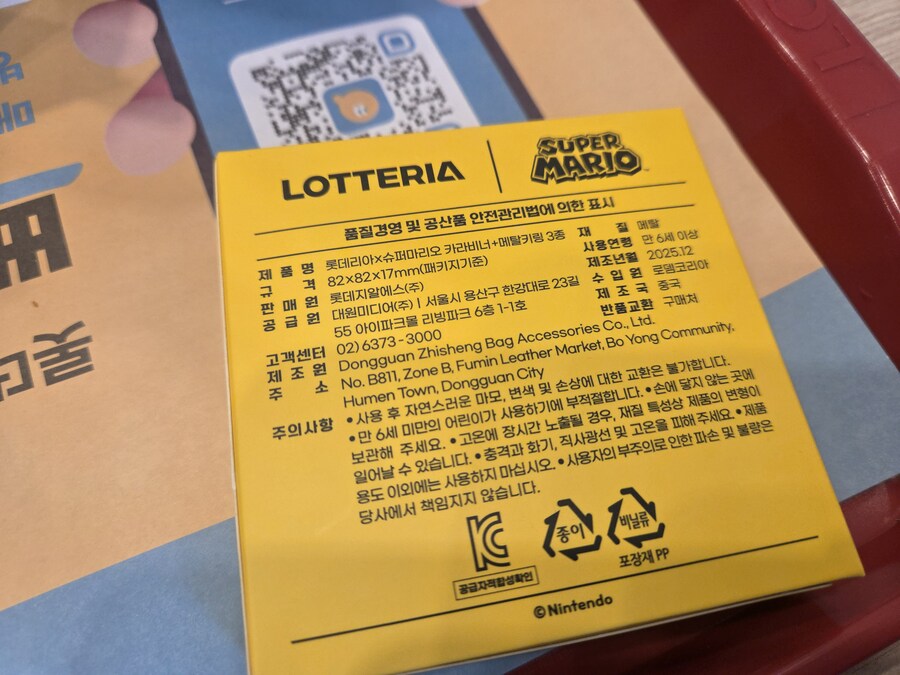 LOTTERIA
SUPER MARIO™
품질경영 및 공산품 안전관리법에 의한 표시
제품명 롯데리아×슈퍼마리오 카라비너+메탈키링 3종
규격 82×82×17mm(패키지기준)
판매원 롯데지알에스(주)
공급원 대원미디어(주) | 서울시 용산구 한강대로 23길
55 아이파크몰 리빙파크 6층 1-1호
고객센터 02) 6373-3000
제조원 Dongguan Zhisheng Bag Accessories Co., Ltd.
주소 No. B811, Zone B, Fumin Leather Market, Bo Yong Community,
Humen Town, Dongguan City
재질 메탈
사용연령 만 6세 이상
제조년월 2025.12
수입원 로뎀코리아
제조국 중국
반품교환 구매처
주의사항 •사용 후 자연스러운 마모, 변색 및 손상에 대한 교환은 불가합니다.
•만 6세 미만의 어린이가 사용하기에 부적절합니다. •손에 닿지 않는 곳에
보관해 주세요. •고온에 장시간 노출될 경우, 재질 특성상 제품의 변형이
일어날 수 있습니다. •충격과 화기, 직사광선 및 고온을 피해 주세요. •제품
용도 이외에는 사용하지 마십시오. •사용자의 부주의로 인한 파손 및 불량은
당사에서 책임지지 않습니다.
KC
공급자적합성확인
종이
비닐류
포장재 PP
©Nintendo